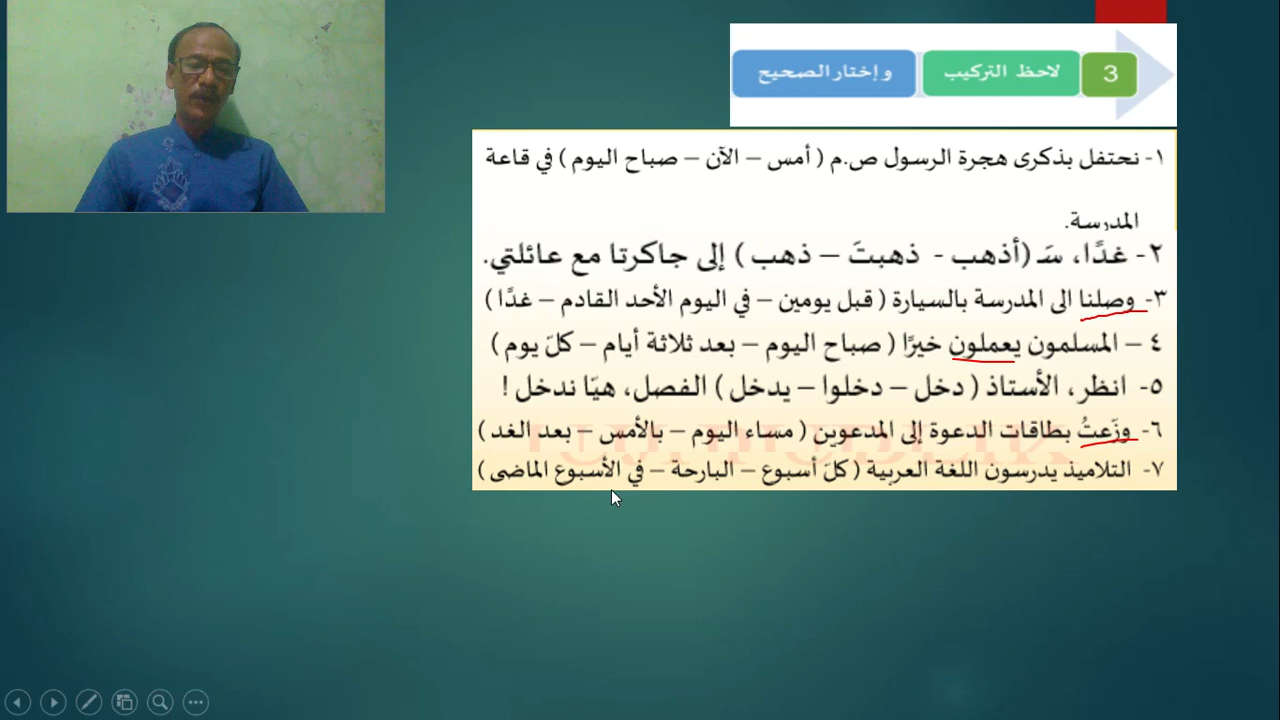 3 لاحظ التركيب و إختار الصحيح
١- نحتفل بذكرى هجرة الرسول ص.م ( أمس – الآن – صباح اليوم ) في قاعة
المدرسة.
٢- غدًا، سَـ (أذهب - ذهبتَ – ذهب ) إلى جاكرتا مع عائلتي.
٣- وصلنا الى المدرسة بالسيارة ( قبل يومين – في اليوم الأحد القادم – غدًا )
٤ – المسلمون يعملون خيرًا ( صباح اليوم – بعد ثلاثة أيام – كلّ يوم )
٥- انظر، الأستاذ ( دخل – دخلوا – يدخل ) الفصل، هيّا ندخل !
٦- وزّعتُ بطاقات الدعوة إلى المدعوين ( مساء اليوم – بالأمس – بعد الغد )
٧- التلاميذ يدرسون اللغة العربية ( كلّ أسبوع – البارحة – في الأسبوع الماضى )